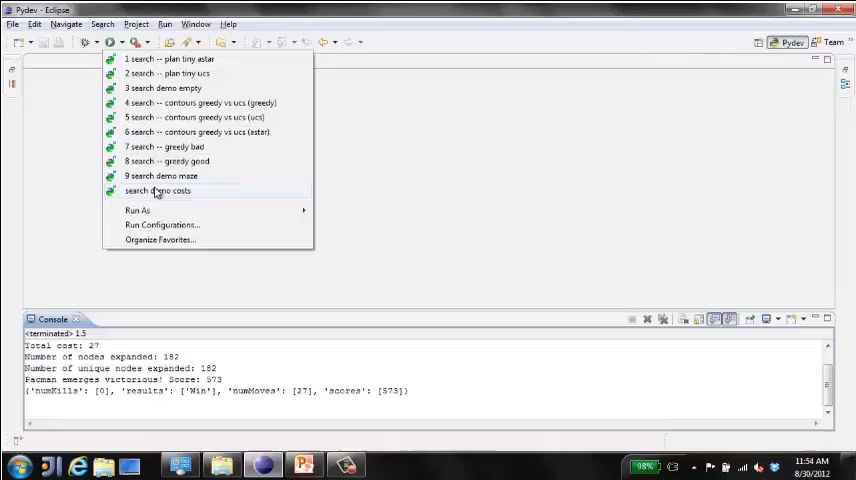 Pydev - Eclipse
File Edit Navigate Search Project Run Window Help
Pydev Team
1 search -- plan tiny astar
2 search -- plan tiny ucs
3 search demo empty
4 search -- contours greedy vs ucs (greedy)
5 search -- contours greedy vs ucs (ucs)
6 search -- contours greedy vs ucs (astar)
7 search -- greedy bad
8 search -- greedy good
9 search demo maze
search demo costs
Run As
Run Configurations...
Organize Favorites...
Console
<terminated> 1.5
Total cost: 27
Number of nodes expanded: 182
Number of unique nodes expanded: 182
Pacman emerges victorious! Score: 573
{'numKills': [0], 'results': ['Win'], 'numMoves': [27], 'scores': [573]}
98%
11:54 AM
8/30/2012